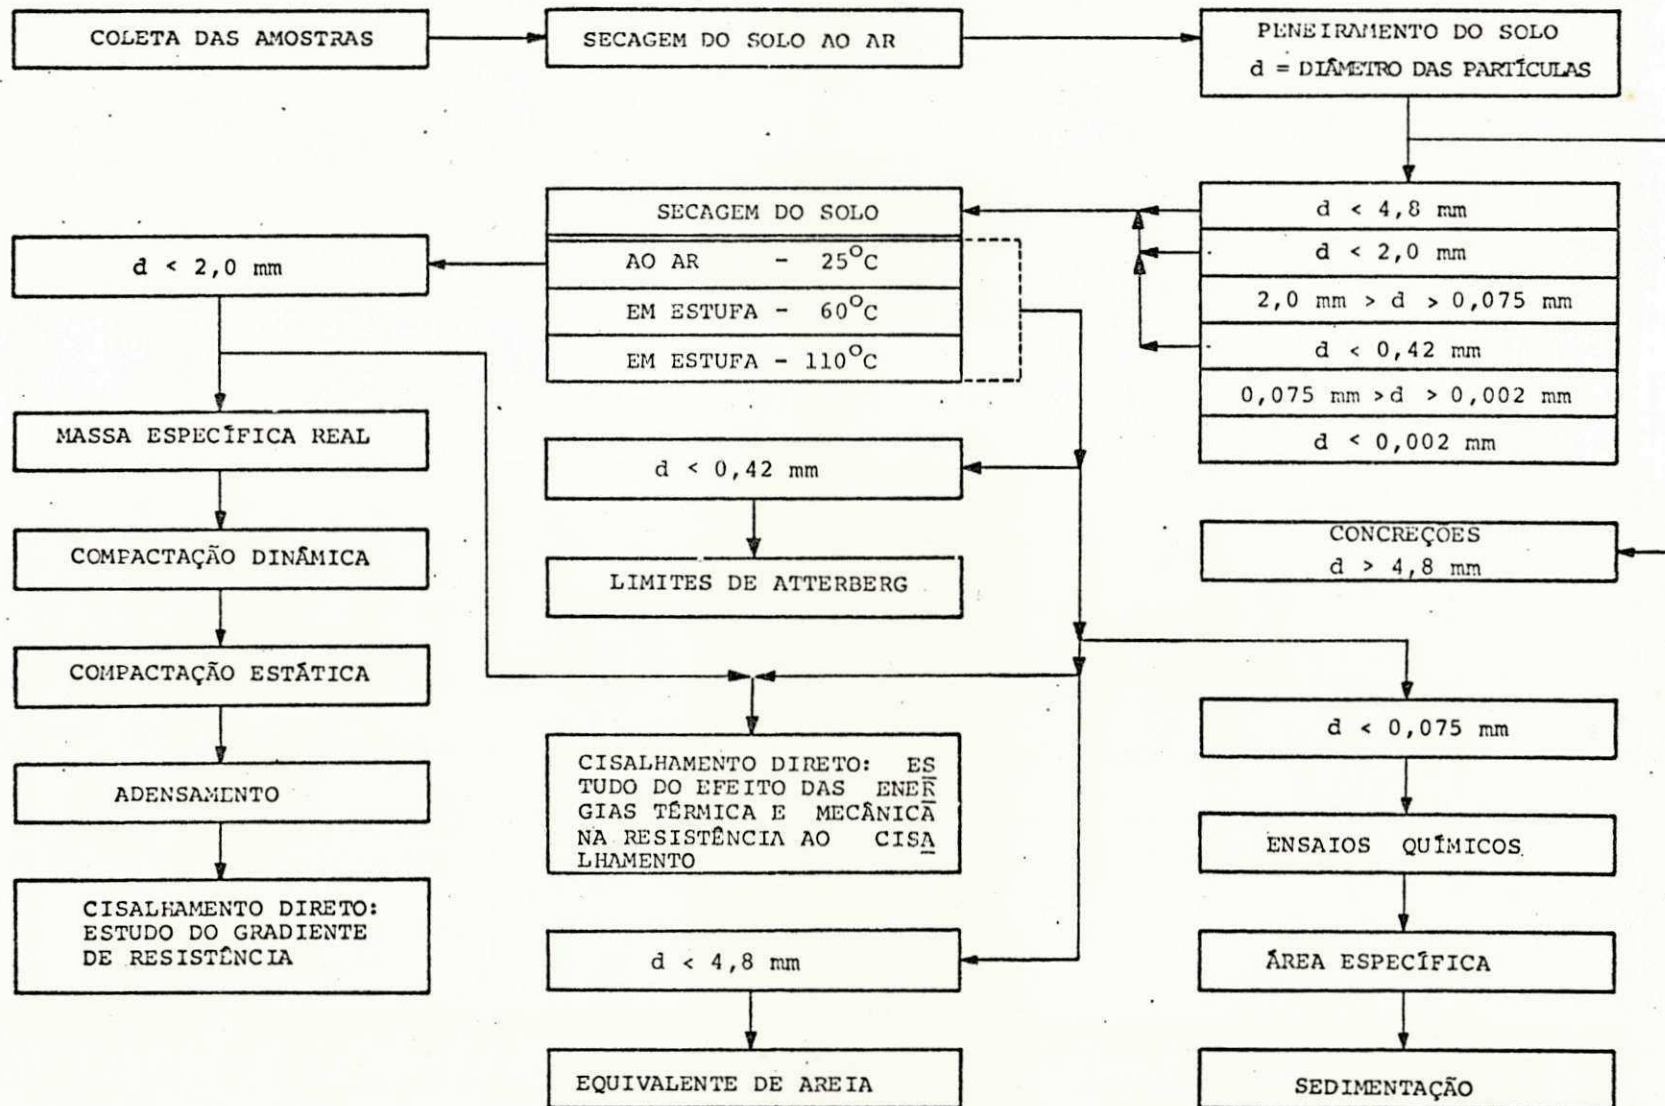 COLETA DAS AMOSTRAS
SECAGEM DO SOLO AO AR
PENEIRAMENTO DO SOLO
d = DIÂMETRO DAS PARTÍCULAS
SECAGEM DO SOLO
AO AR - 25°C
EM ESTUFA - 60°C
EM ESTUFA - 110°C
d < 4,8 mm
d < 2,0 mm
2,0 mm > d > 0,075 mm
d < 0,42 mm
0,075 mm > d > 0,002 mm
d < 0,002 mm
d < 2,0 mm
MASSA ESPECÍFICA REAL
COMPACTAÇÃO DINÂMICA
COMPACTAÇÃO ESTÁTICA
ADENSAMENTO
CISALHAMENTO DIRETO:
ESTUDO DO GRADIENTE
DE RESISTÊNCIA
d < 0,42 mm
LIMITES DE ATTERBERG
CISALHAMENTO DIRETO: ES
TUDO DO EFEITO DAS ENER
GIAS TÉRMICA E MECÂNICA
NA RESISTÊNCIA AO CISA
LHAMENTO
d < 4,8 mm
EQUIVALENTE DE AREIA
CONCREÇÕES
d > 4,8 mm
d < 0,075 mm
ENSAIOS QUÍMICOS
ÁREA ESPECÍFICA
SEDIMENTAÇÃO